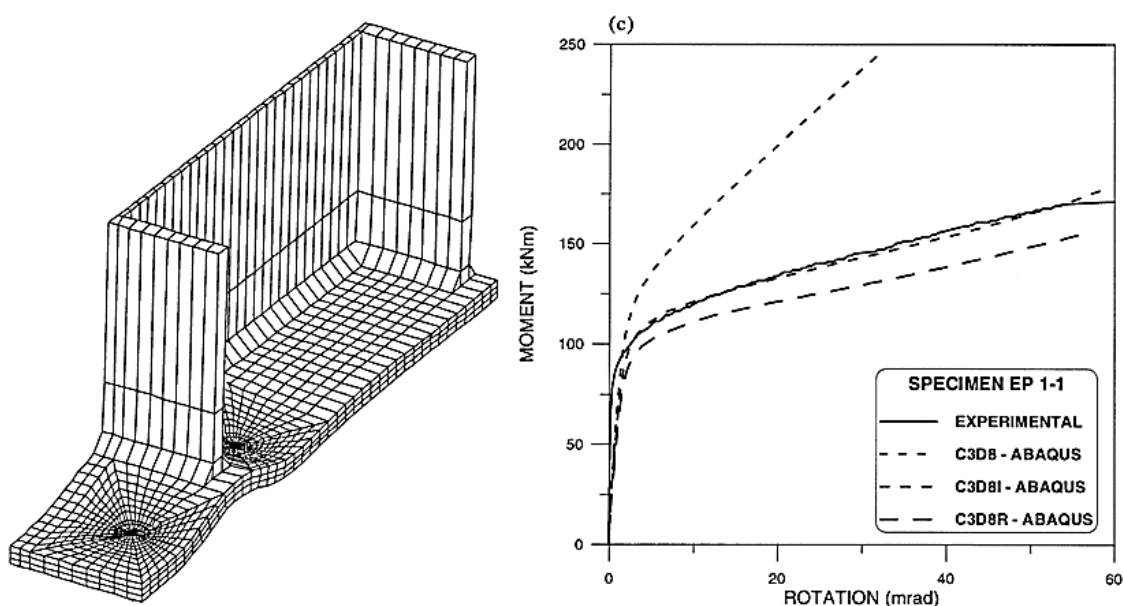 (c)
250
200
150
100
50
0
MOMENT (kNm)
0 20 40 60
ROTATION (mrad)
SPECIMEN EP 1-1
EXPERIMENTAL
C3D8 - ABAQUS
C3D8I - ABAQUS
C3D8R - ABAQUS